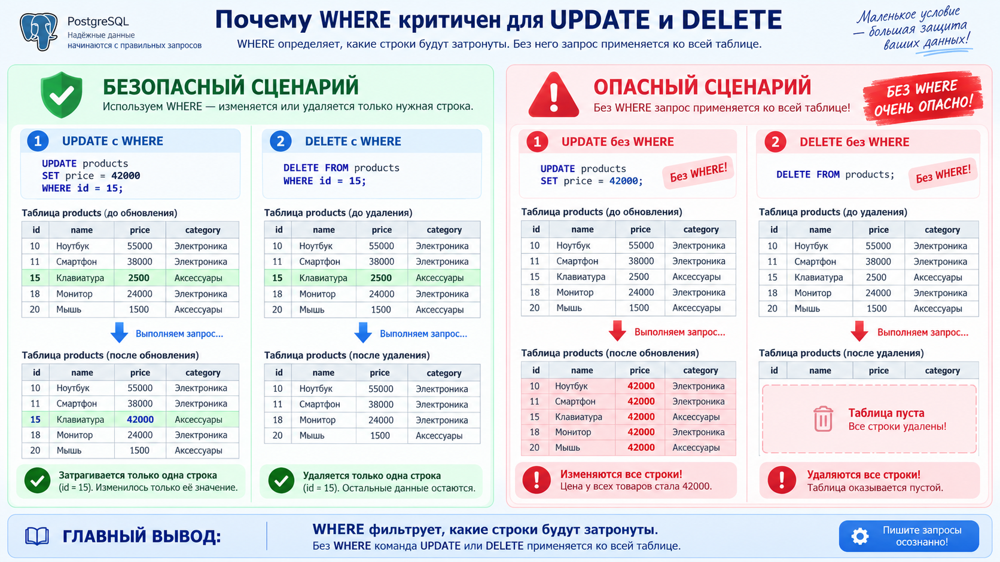 PostgreSQL
Надёжные данные
начинаются с правильных запросов
Почему WHERE критичен для UPDATE и DELETE
WHERE определяет, какие строки будут затронуты. Без него запрос применяется ко всей таблице.
Маленькое условие
— большая защита
ваших данных!
БЕЗОПАСНЫЙ СЦЕНАРИЙ
Используем WHERE — изменяется или удаляется только нужная строка.
1 UPDATE с WHERE
UPDATE products
SET price = 42000
WHERE id = 15;
Таблица products (до обновления)
id name price category
10 Ноутбук 55000 Электроника
11 Смартфон 38000 Электроника
15 Клавиатура 2500 Аксессуары
18 Монитор 24000 Электроника
20 Мышь 1500 Аксессуары
Выполняем запрос...
Таблица products (после обновления)
id name price category
10 Ноутбук 55000 Электроника
11 Смартфон 38000 Электроника
15 Клавиатура 42000 Аксессуары
18 Монитор 24000 Электроника
20 Мышь 1500 Аксессуары
Затрагивается только одна строка
(id = 15). Изменилось только её значение.
2 DELETE с WHERE
DELETE FROM products
WHERE id = 15;
Таблица products (до удаления)
id name price category
10 Ноутбук 55000 Электроника
11 Смартфон 38000 Электроника
15 Клавиатура 2500 Аксессуары
18 Монитор 24000 Электроника
20 Мышь 1500 Аксессуары
Выполняем запрос...
Таблица products (после удаления)
id name price category
10 Ноутбук 55000 Электроника
11 Смартфон 38000 Электроника
18 Монитор 24000 Электроника
20 Мышь 1500 Аксессуары
Удаляется только одна строка
(id = 15). Остальные данные остаются.
ОПАСНЫЙ СЦЕНАРИЙ
Без WHERE запрос применяется ко всей таблице!
БЕЗ WHERE
ОЧЕНЬ ОПАСНО!
1 UPDATE без WHERE
UPDATE products
SET price = 42000;
Без WHERE!
Таблица products (до обновления)
id name price category
10 Ноутбук 55000 Электроника
11 Смартфон 38000 Электроника
15 Клавиатура 2500 Аксессуары
18 Монитор 24000 Электроника
20 Мышь 1500 Аксессуары
Выполняем запрос...
Таблица products (после обновления)
id name price category
10 Ноутбук 42000 Электроника
11 Смартфон 42000 Электроника
15 Клавиатура 42000 Аксессуары
18 Монитор 42000 Электроника
20 Мышь 42000 Аксессуары
Изменяются все строки!
Цена у всех товаров стала 42000.
2 DELETE без WHERE
DELETE FROM products;
Без WHERE!
Таблица products (до удаления)
id name price category
10 Ноутбук 55000 Электроника
11 Смартфон 38000 Электроника
15 Клавиатура 2500 Аксессуары
18 Монитор 24000 Электроника
20 Мышь 1500 Аксессуары
Выполняем запрос...
Таблица products (после удаления)
id name price category
Таблица пуста
Все строки удалены!
Удаляются все строки!
Таблица оказывается пустой.
ГЛАВНЫЙ ВЫВОД:
WHERE фильтрует, какие строки будут затронуты.
Без WHERE команда UPDATE или DELETE применяется ко всей таблице.
Пишите запросы
осознанно!